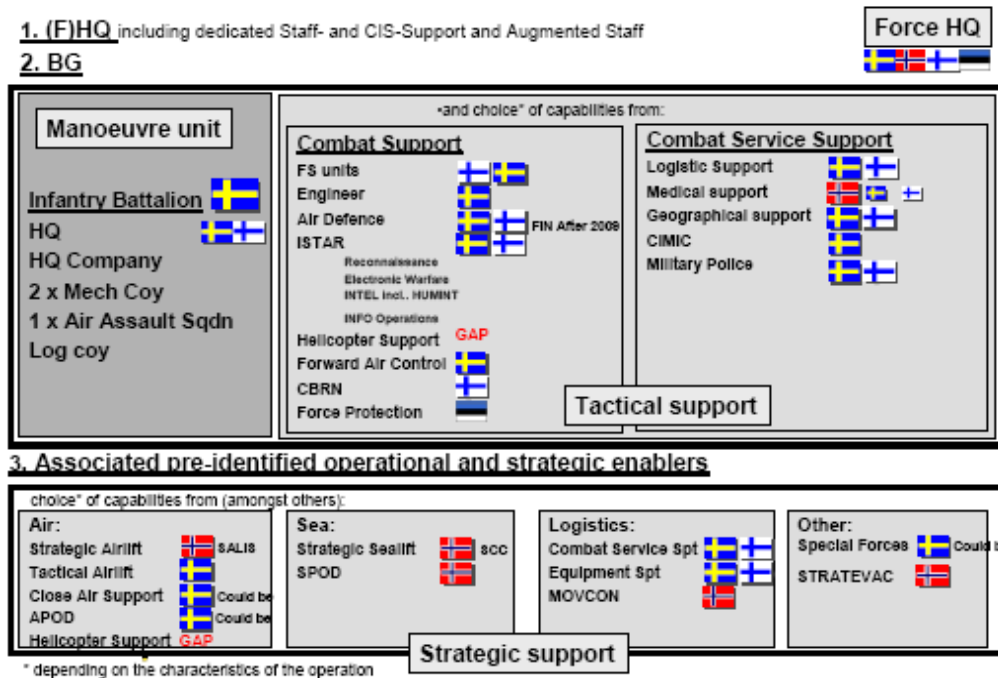 1. (F)HQ including dedicated Staff- and CIS-Support and Augmented Staff
Force HQ
2. BG
Manoeuvre unit
Infantry Battalion
HQ
HQ Company
2 x Mech Coy
1 x Air Assault Sqdn
Log coy
•and choice* of capabilities from:
Combat Support
FS units
Engineer
Air Defence
FIN After 2009
ISTAR
Reconnaissance
Electronic Warfare
INTEL incl.. HUMINT
INFO Operations
Helicopter Support GAP
Forward Air Control
CBRN
Force Protection
Combat Service Support
Logistic Support
Medical support
Geographical support
CIMIC
Military Police
Tactical support
3. Associated pre-identified operational and strategic enablers
choice* of capabilities from (amongst others):
Air:
Strategic Airlift SALIS
Tactical Airlift
Close Air Support Could be
APOD Could be
Helicopter Support GAP
Sea:
Strategic Sealift SCC
SPOD
Logistics:
Combat Service Spt
Equipment Spt
MOVCON
Other:
Special Forces Could b
STRATEVAC
Strategic support
* depending on the characteristics of the operation